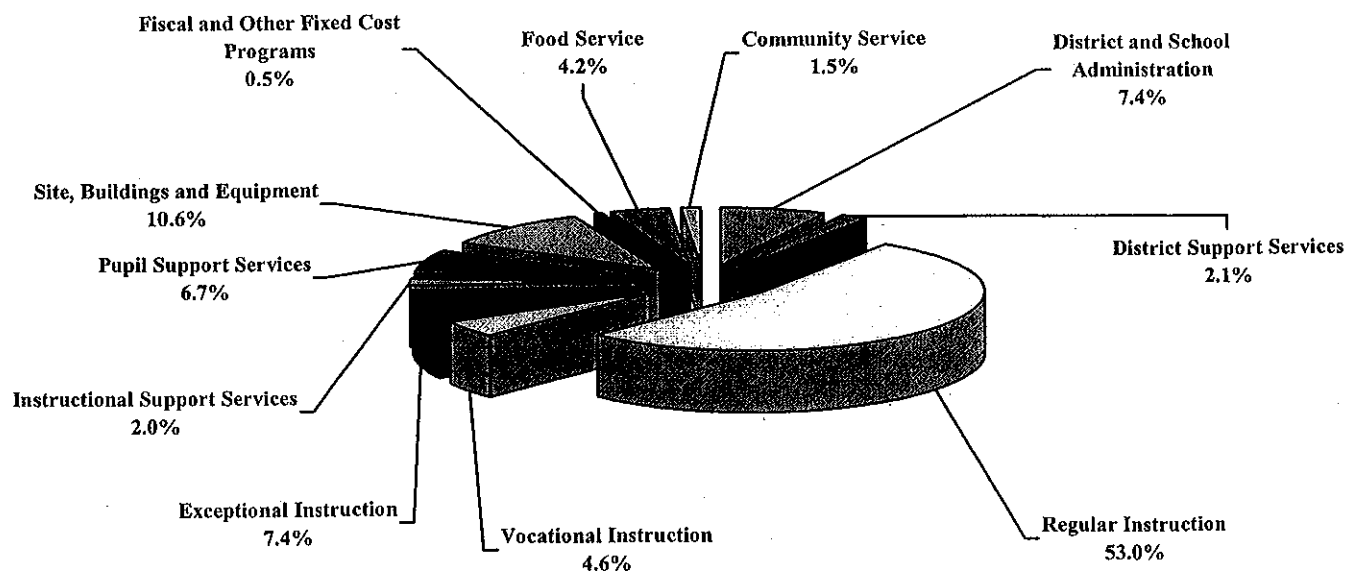 Fiscal and Other Fixed Cost
Programs
0.5%
Food Service
4.2%
Community Service
1.5%
District and School
Administration
7.4%
Site, Buildings and Equipment
10.6%
District Support Services
2.1%
Pupil Support Services
6.7%
Instructional Support Services
2.0%
Exceptional Instruction
7.4%
Vocational Instruction
4.6%
Regular Instruction
53.0%